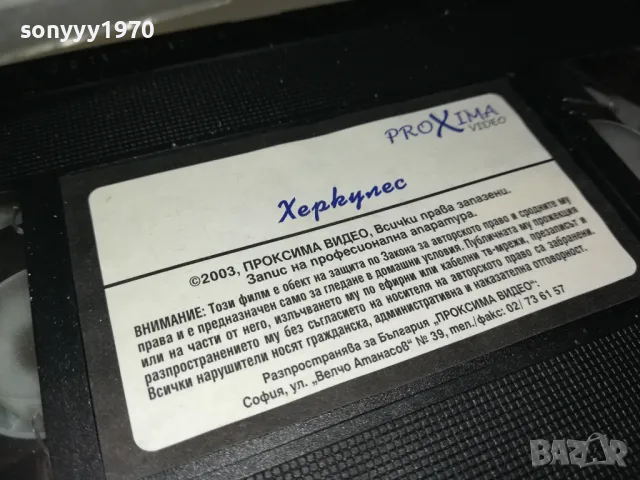 sonyyy1970
PROXIMA
VIDEO
Херкулес
©2003, ПРОКСИМА ВИДЕО, Всички права запазени.
Запис на професионална апаратура.
ВНИМАНИЕ: Този филм е обект на защита по Закона за авторското право и сродните му
права и е предназначен само за гледане в домашни условия. Публичната му прожекция
или на части от него, излъчването му по ефирни или кабелни тв-мрежи, презаписът и
разпространението му без съгласието на носителя на авторското право са забранени.
Всички нарушители носят гражданска, административна и наказателна отговорност.
Разпространява за България "ПРОКСИМА ВИДЕО":
София, ул. "Велчо Атанасов" № 39, тел./факс: 02/ 73 61 57
BAZAR
bg